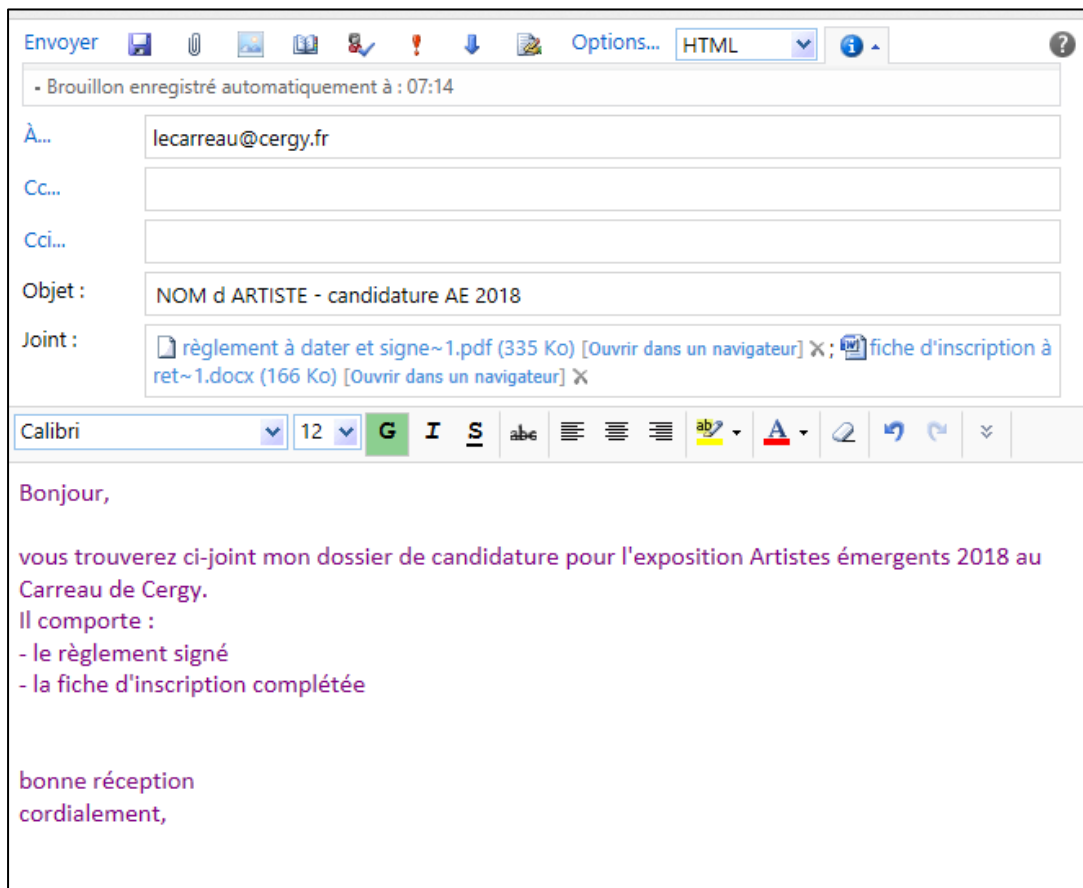 Envoyer Options... HTML
- Brouillon enregistré automatiquement à : 07:14
À... lecarreau@cergy.fr
Cc...
Cci...
Objet : NOM d ARTISTE - candidature AE 2018
Joint : règlement à dater et signe~1.pdf (335 Ko) [Ouvrir dans un navigateur] ; fiche d'inscription à
ret~1.docx (166 Ko) [Ouvrir dans un navigateur]
Calibri 12 G I S abc ab A
Bonjour,
vous trouverez ci-joint mon dossier de candidature pour l'exposition Artistes émergents 2018 au
Carreau de Cergy.
Il comporte :
- le règlement signé
- la fiche d'inscription complétée
bonne réception
cordialement,